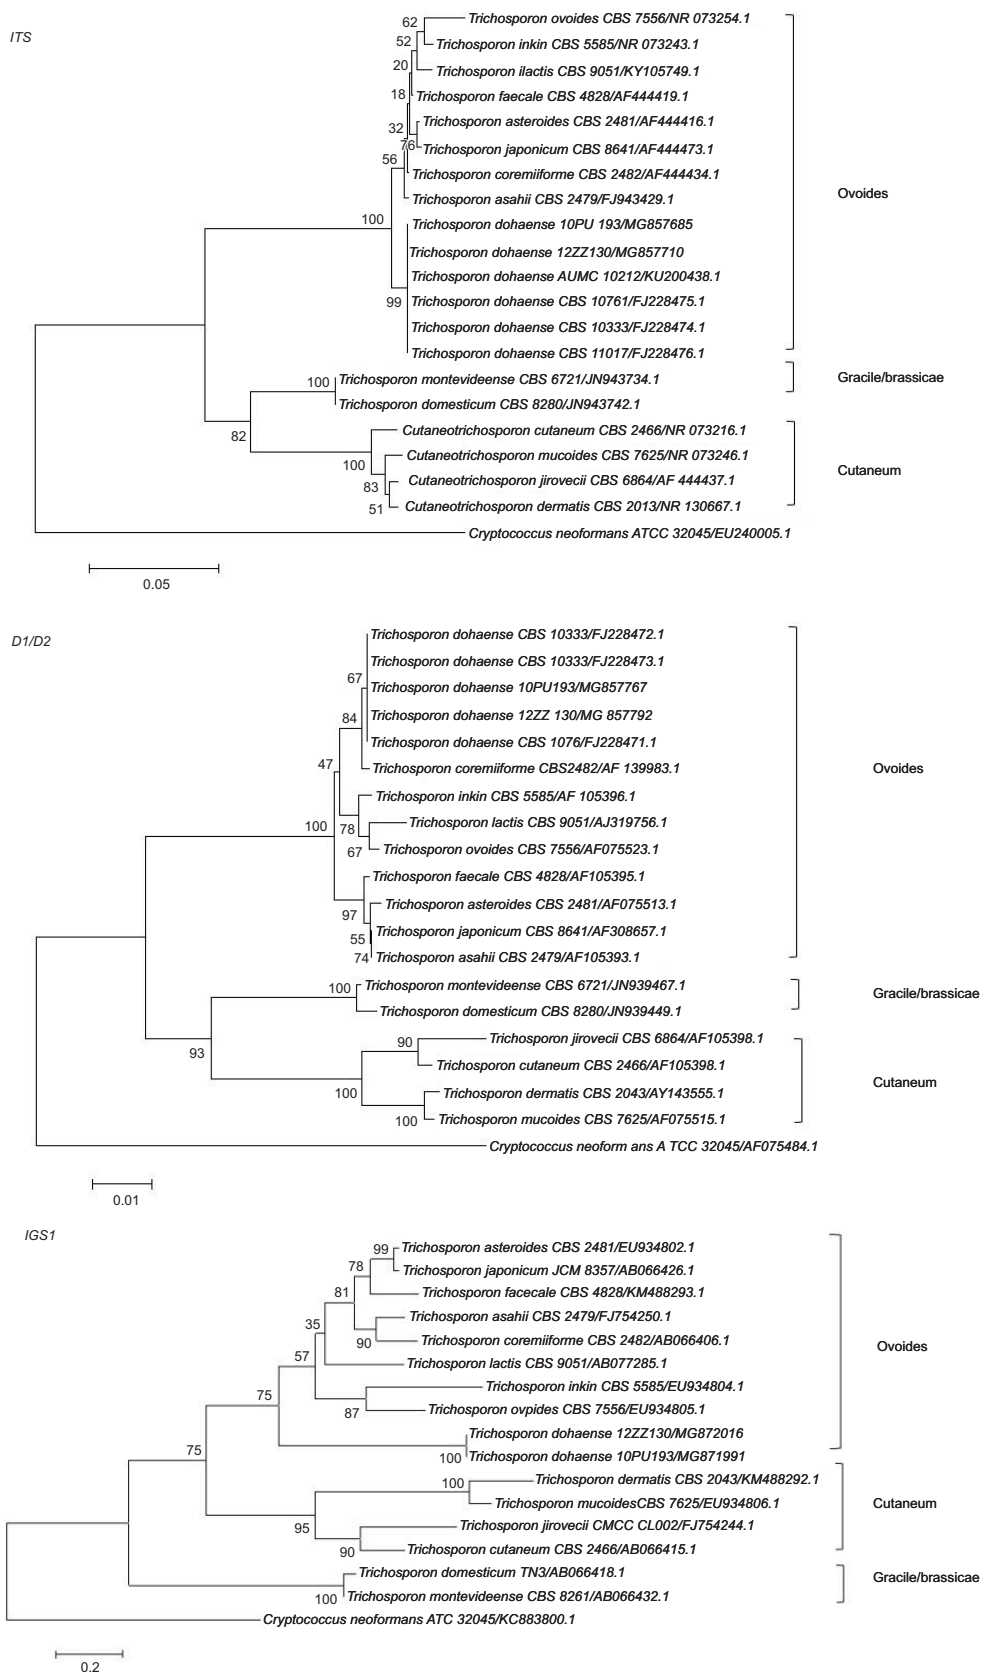 ITS
62
Trichosporon ovoides CBS 7556/NR 073254.1
52
Trichosporon inkin CBS 5585/NR 073243.1
20
Trichosporon ilactis CBS 9051/KY105749.1
18
Trichosporon faecale CBS 4828/AF444419.1
32
Trichosporon asteroides CBS 2481/AF444416.1
76
Trichosporon japonicum CBS 8641/AF444473.1
56
Trichosporon coremiiforme CBS 2482/AF444434.1
Trichosporon asahii CBS 2479/FJ943429.1
Ovoides
100
Trichosporon dohaense 10PU 193/MG857685
Trichosporon dohaense 12ZZ130/MG857710
Trichosporon dohaense AUMC 10212/KU200438.1
99
Trichosporon dohaense CBS 10761/FJ228475.1
Trichosporon dohaense CBS 10333/FJ228474.1
Trichosporon dohaense CBS 11017/FJ228476.1
100
Trichosporon montevideense CBS 6721/JN943734.1
Gracile/brassicae
Trichosporon domesticum CBS 8280/JN943742.1
82
Cutaneotrichosporon cutaneum CBS 2466/NR 073216.1
100
Cutaneotrichosporon mucoides CBS 7625/NR 073246.1
Cutaneum
83
Cutaneotrichosporon jirovecii CBS 6864/AF 444437.1
51
Cutaneotrichosporon dermatis CBS 2013/NR 130667.1
Cryptococcus neoformans ATCC 32045/EU240005.1
0.05
D1/D2
Trichosporon dohaense CBS 10333/FJ228472.1
Trichosporon dohaense CBS 10333/FJ228473.1
67
Trichosporon dohaense 10PU193/MG857767
84
Trichosporon dohaense 12ZZ 130/MG 857792
Trichosporon dohaense CBS 1076/FJ228471.1
47
Trichosporon coremiiforme CBS2482/AF 139983.1
Ovoides
Trichosporon inkin CBS 5585/AF 105396.1
100
78
Trichosporon lactis CBS 9051/AJ319756.1
67
Trichosporon ovoides CBS 7556/AF075523.1
Trichosporon faecale CBS 4828/AF105395.1
97
Trichosporon asteroides CBS 2481/AF075513.1
55
Trichosporon japonicum CBS 8641/AF308657.1
74
Trichosporon asahii CBS 2479/AF105393.1
100
Trichosporon montevideense CBS 6721/JN939467.1
Gracile/brassicae
Trichosporon domesticum CBS 8280/JN939449.1
93
90
Trichosporon jirovecii CBS 6864/AF105398.1
Trichosporon cutaneum CBS 2466/AF105398.1
Cutaneum
100
Trichosporon dermatis CBS 2043/AY143555.1
100
Trichosporon mucoides CBS 7625/AF075515.1
Cryptococcus neoform ans A TCC 32045/AF075484.1
0.01
IGS1
99
Trichosporon asteroides CBS 2481/EU934802.1
78
Trichosporon japonicum JCM 8357/AB066426.1
81
Trichosporon facecale CBS 4828/KM488293.1
35
Trichosporon asahii CBS 2479/FJ754250.1
90
Trichosporon coremiiforme CBS 2482/AB066406.1
Ovoides
57
Trichosporon lactis CBS 9051/AB077285.1
75
Trichosporon inkin CBS 5585/EU934804.1
87
Trichosporon ovpides CBS 7556/EU934805.1
Trichosporon dohaense 12ZZ130/MG872016
75
100
Trichosporon dohaense 10PU193/MG871991
100
Trichosporon dermatis CBS 2043/KM488292.1
Trichosporon mucoidesCBS 7625/EU934806.1
Cutaneum
95
Trichosporon jirovecii CMCC CL002/FJ754244.1
90
Trichosporon cutaneum CBS 2466/AB066415.1
Trichosporon domesticum TN3/AB066418.1
Gracile/brassicae
100
Trichosporon montevideense CBS 8261/AB066432.1
Cryptococcus neoformans ATC 32045/KC883800.1
0.2